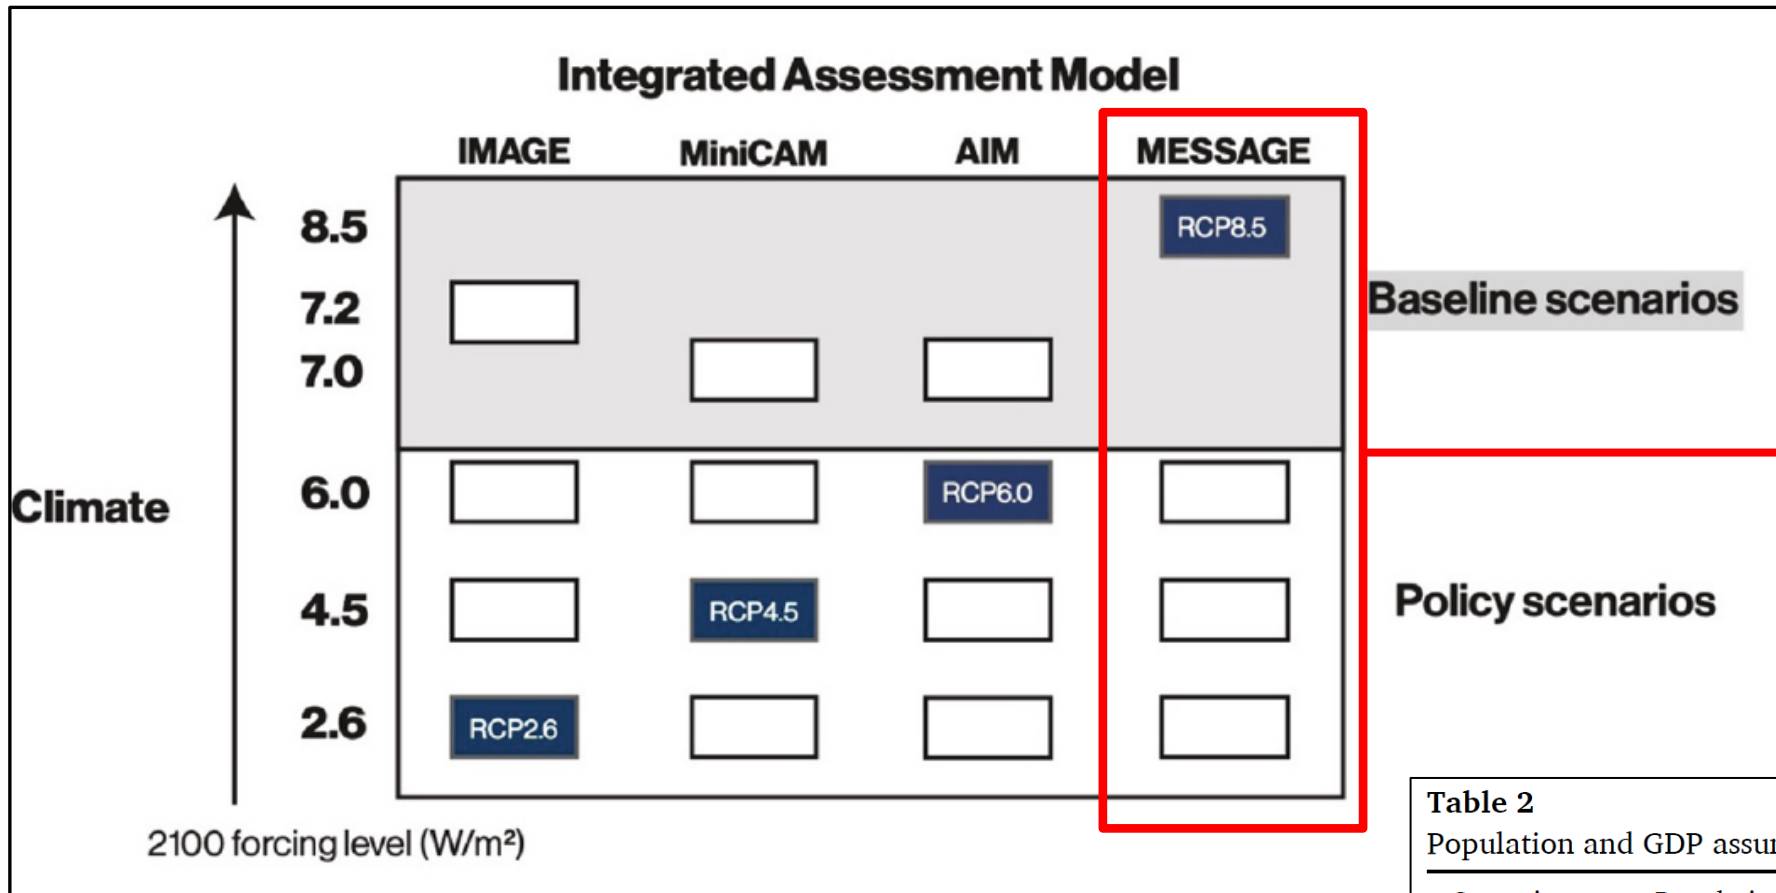 Integrated Assessment Model
IMAGE MiniCAM AIM MESSAGE
8.5 RCP8.5
7.2
Baseline scenarios
7.0
6.0 RCP6.0
Climate
4.5 RCP4.5
Policy scenarios
2.6 RCP2.6
2100 forcing level (W/m²)
Table 2
Population and GDP